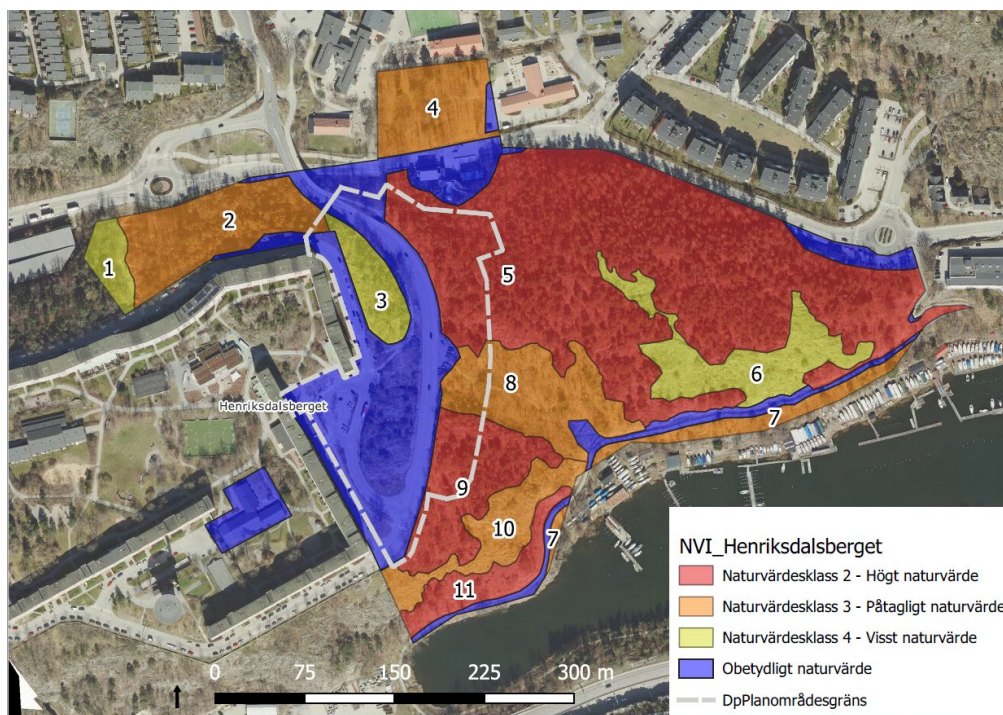 4
2
1
3
5
8
6
7
Henriksdalsberget
9
10
7
11
NVI_Henriksdalsberget
Naturvärdesklass 2 - Högt naturvärde
Naturvärdesklass 3 - Påtagligt naturvärde
Naturvärdesklass 4 - Visst naturvärde
Obetydligt naturvärde
DpPlanområdesgräns
0 75 150 225 300 m